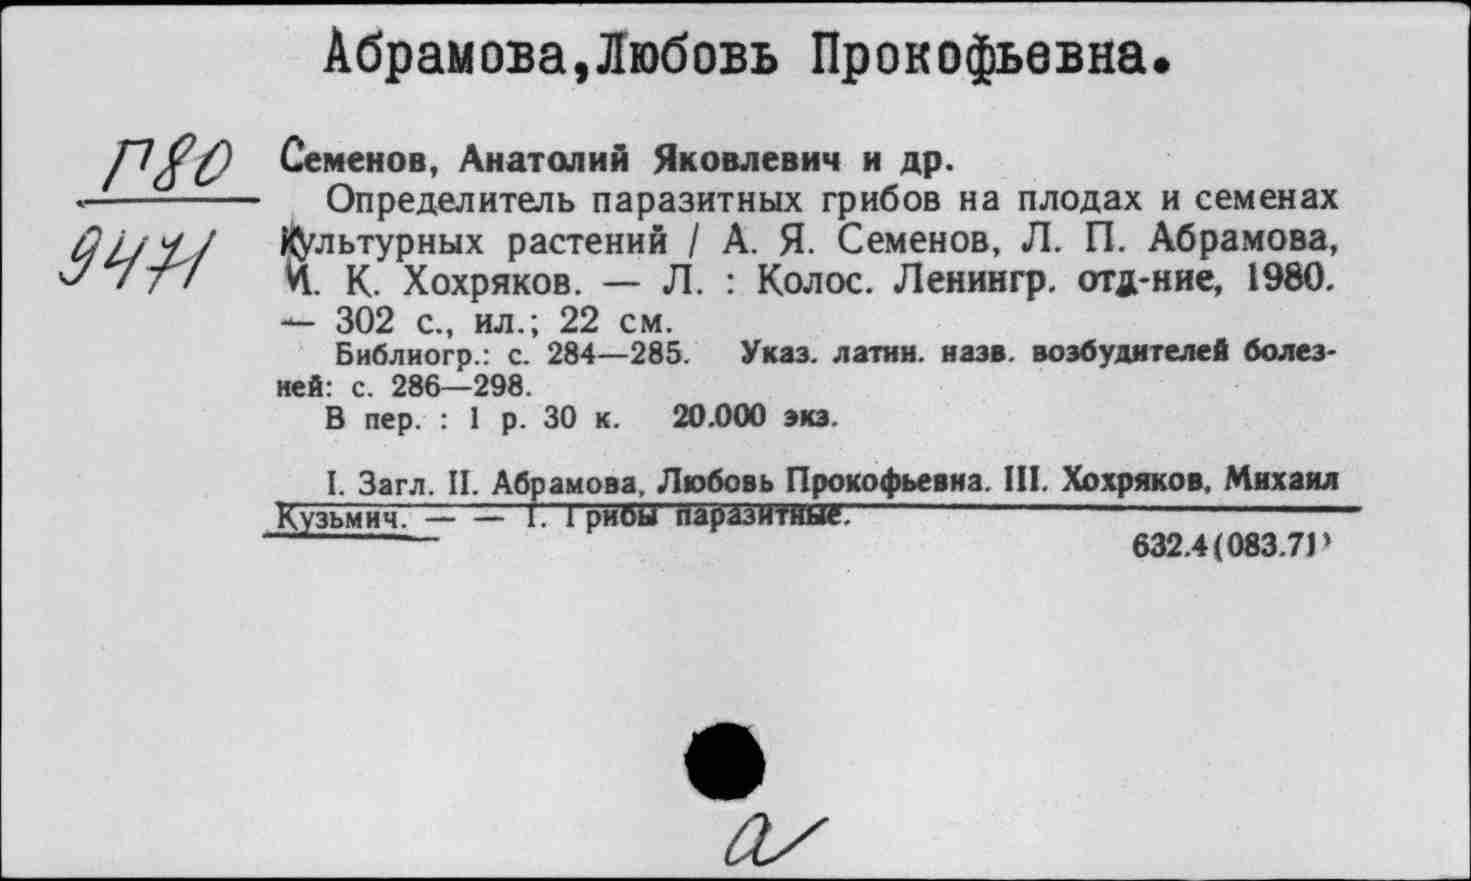 Абрамова,Любовь Прокофьевна.
П80
Семенов, Анатолий Яковлевич и др.
Определитель паразитных грибов на плодах и семенах
культурных растений / А. Я. Семенов, Л. П. Абрамова,
М. К. Хохряков. — Л. : Колос. Ленингр. отд-ние, 1980.
— 302 с., ил.; 22 см.
Библиогр.: с. 284—285. Указ. латин. назв. возбудителей болез-
ней: с. 286—298.
В пер. : 1 р. 30 к. 20.000 экз.
I. Загл. II. Абрамова, Любовь Прокофьевна. III. Хохряков, Михаил
Кузьмич. — — 1. Грибы паразитные.
632.4(083.71)